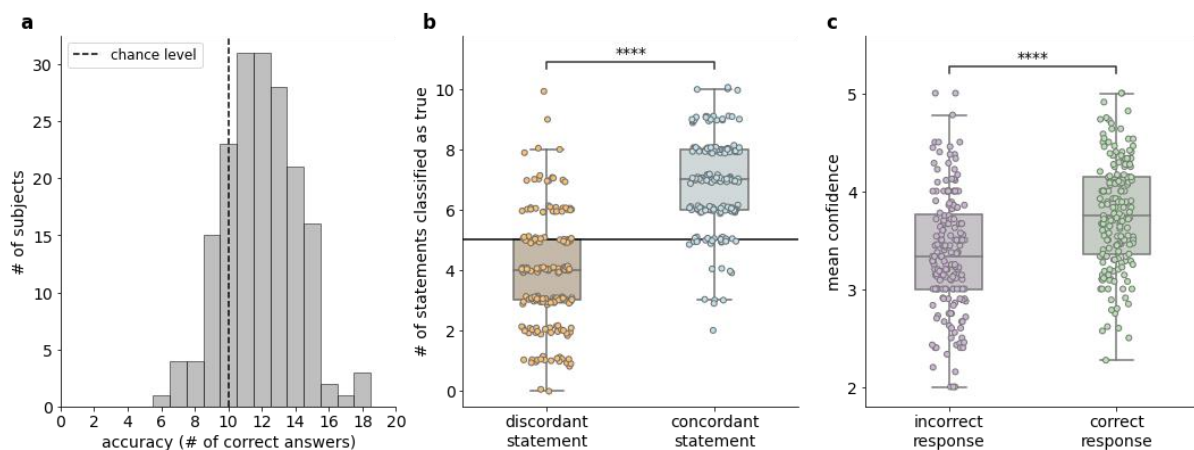 a
chance level
# of subjects
30
25
20
15
10
5
0
0 2 4 6 8 10 12 14 16 18 20
accuracy (# of correct answers)
b
****
# of statements classified as true
10
8
6
4
2
0
discordant
statement
concordant
statement
c
****
mean confidence
5
4
3
2
incorrect
response
correct
response